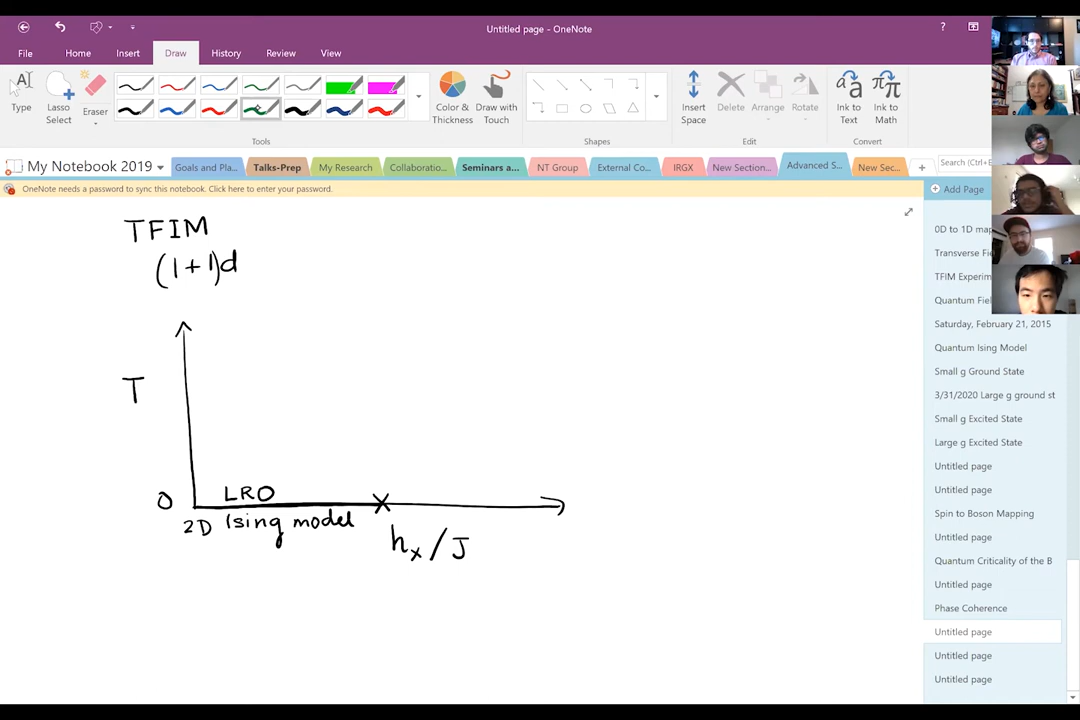 Untitled page - OneNote
?
File Home Insert Draw History Review View
Type
Lasso Select
Eraser
Color & Thickness
Draw with Touch
Insert Space
Delete
Arrange
Rotate
Ink to Text
Ink to Math
Tools
Shapes
Edit
Convert
My Notebook 2019
Goals and Pla...
Talks-Prep
My Research
Collaboratio...
Seminars a...
NT Group
External Co...
IRGX
New Section...
Advanced S...
New Sec...
+
Search (Ctrl+E
OneNote needs a password to sync this notebook. Click here to enter your password.
Add Page
0D to 1D map
Transverse Fi
TFIM Experim
Quantum Fiel
Saturday, February 21, 2015
Quantum Ising Model
Small g Ground State
3/31/2020 Large g ground st
Small g Excited State
Large g Excited State
Untitled page
Untitled page
Spin to Boson Mapping
Untitled page
Quantum Criticality of the B
Untitled page
Phase Coherence
Untitled page
Untitled page
Untitled page
TFIM
(1+1)d
T
0
LRO
2D Ising model
hx/J